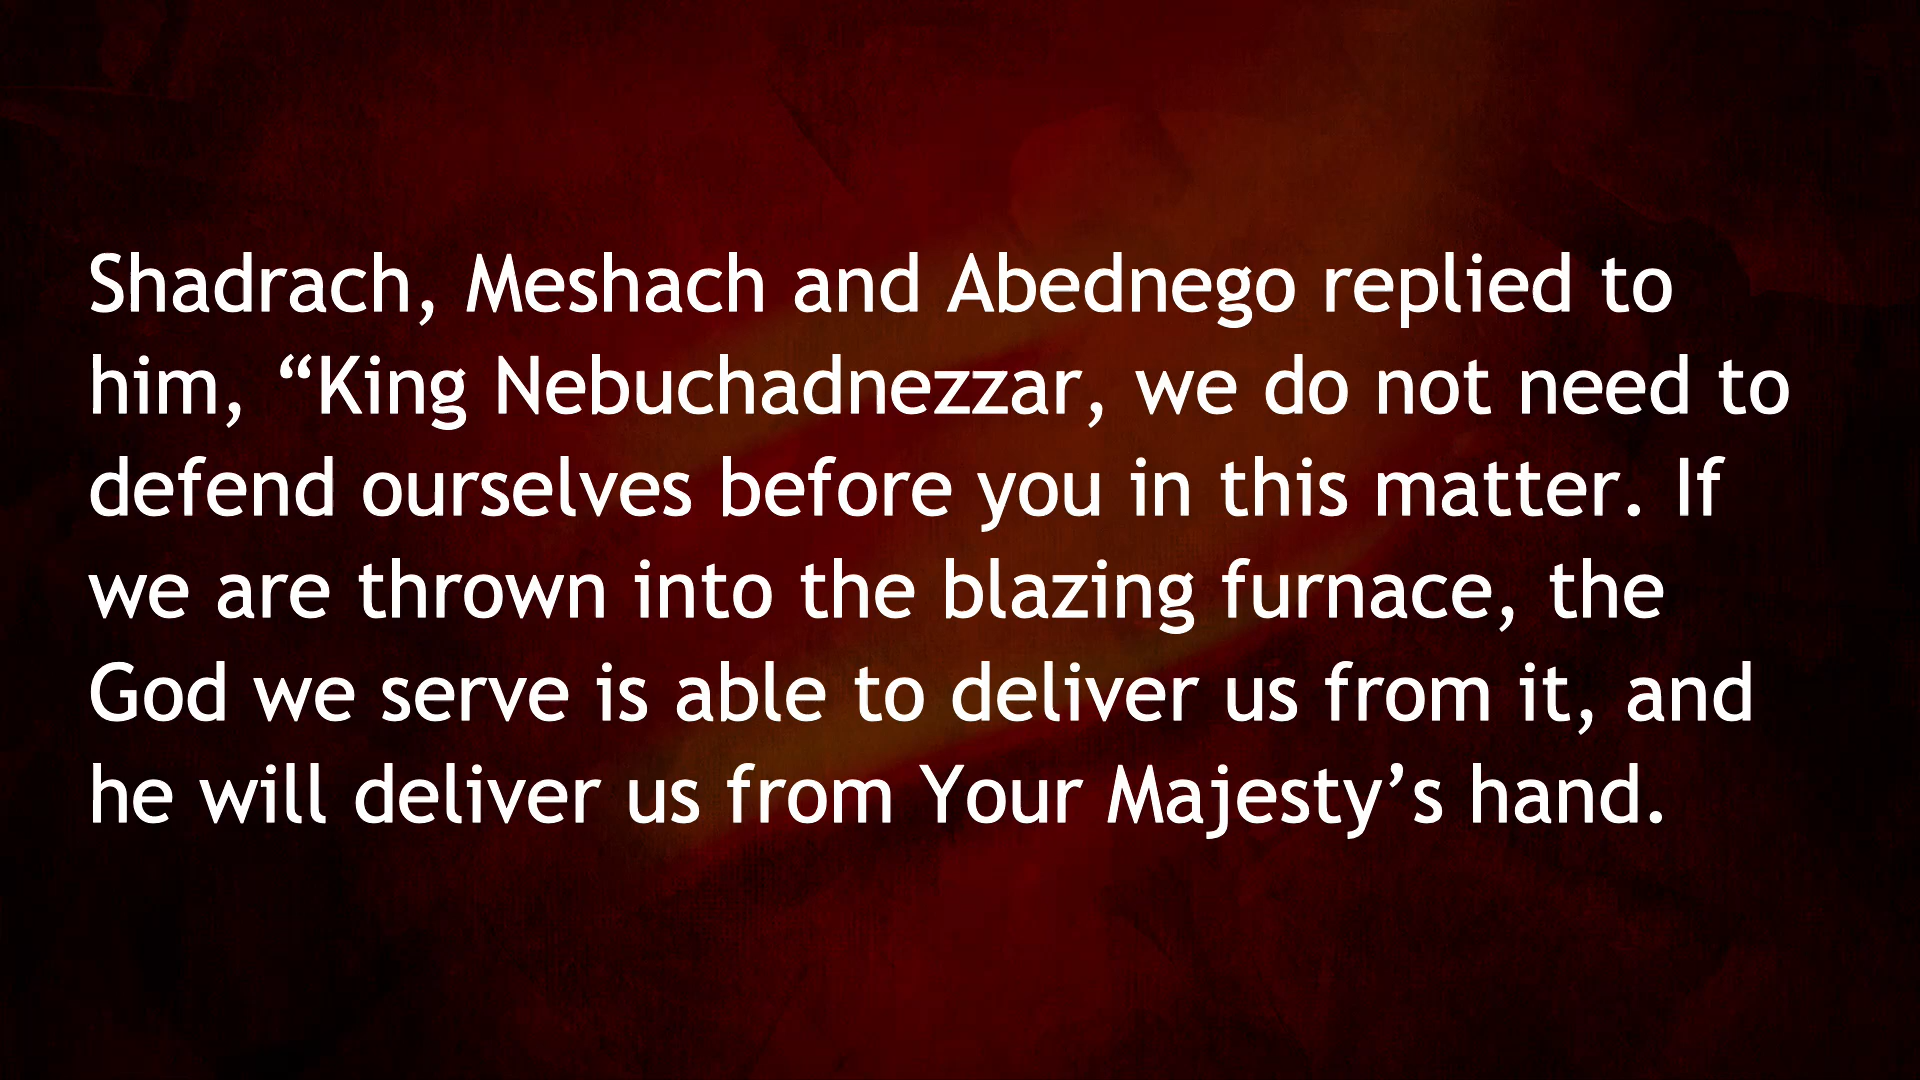 Shadrach, Meshach and Abednego replied to
him, “King Nebuchadnezzar, we do not need to
defend ourselves before you in this matter. If
we are thrown into the blazing furnace, the
God we serve is able to deliver us from it, and
he will deliver us from Your Majesty’s hand.